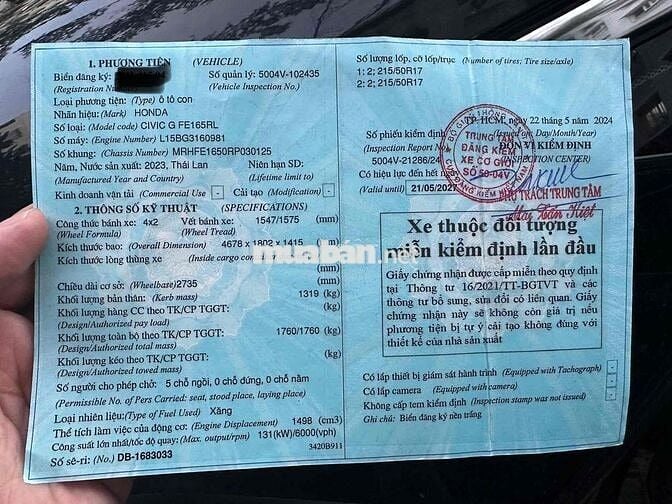 1. PHƯƠNG TIỆN (VEHICLE)
Biển đăng ký: Số quản lý: 5004V-102435
(Registration Number) (Vehicle Inspection No.)
Loại phương tiện: (Type) ô tô con
Nhãn hiệu: (Mark) HONDA
Số loại: (Model code) CIVIC G FE165RL
Số máy: (Engine Number) L15BG3160981
Số khung: (Chassis Number) MRHFE1650RP030125
Năm, Nước sản xuất: 2023, Thái Lan Niên hạn SD:
(Manufactured Year and Country) (Lifetime limit to)
Kinh doanh vận tải (Commercial Use) Cải tạo (Modification)
2. THÔNG SỐ KỸ THUẬT (SPECIFICATIONS)
Công thức bánh xe: 4x2 Vết bánh xe: 1547/1575 (mm)
(Wheel Formula) (Wheel Tread)
Kích thước bao: (Overall Dimension) 4678 x 1802 x 1415 (mm)
Kích thước lòng thùng xe: (Inside cargo
(mm)
Chiều dài cơ sở: (Wheelbase) 2735 (mm)
Khối lượng bản thân: (Kerb mass) 1319 (kg)
Khối lượng hàng CC theo TK/CP TGGT: (kg)
(Design/Authorized pay load)
Khối lượng toàn bộ theo TK/CP TGGT: 1760/1760 (kg)
(Design/Authorized total mass)
Khối lượng kéo theo TK/CP TGGT: (kg)
(Design/Authorized towed mass)
Số người cho phép chở: 5 chỗ ngồi, 0 chỗ đứng, 0 chỗ nằm
(Permissible No. of Pers Carried: seat, stood place, laying place)
Loại nhiên liệu: (Type of Fuel Used) Xăng
Thể tích làm việc của động cơ: (Engine Displacement) 1498 (cm3)
Công suất lớn nhất/tốc độ quay: (Max. output/rpm) 131(kW)/6000(vph)
Số sê-ri: (No.) DB-1683033 3420B911
Số lượng lốp, cỡ lốp/trục (Number of tires; Tire size/axle)
1: 2; 215/50R17
2: 2; 215/50R17
TP. HCM, ngày 22 tháng 5 năm 2024
(Issued on: Day/Month/Year)
Số phiếu kiểm định ĐƠN VỊ KIỂM ĐỊNH
(Inspection Report No.) (INSPECTION CENTER)
5004V-21286/24
Có hiệu lực đến hết
(Valid until) 21/05/2027
TRUNG TÂM
ĐĂNG KIỂM
XE CƠ GIỚI
SỐ 50-04V
PHỤ TRÁCH TRUNG TÂM
Xe thuộc đối tượng
miễn kiểm định lần đầu
Giấy chứng nhận được cấp miễn theo quy định
tại Thông tư 16/2021/TT-BGTVT và các
thông tư bổ sung, sửa đổi có liên quan. Giấy
chứng nhận này sẽ không còn giá trị nếu
phương tiện bị tự ý cải tạo không đúng với
thiết kế của nhà sản xuất
Có lắp thiết bị giám sát hành trình (Equipped with Tachograph)
Có lắp camera (Equipped with camera)
Không cấp tem kiểm định (Inspection stamp was not issued)
Ghi chú: Biển đăng ký nền trắng
muaban.net